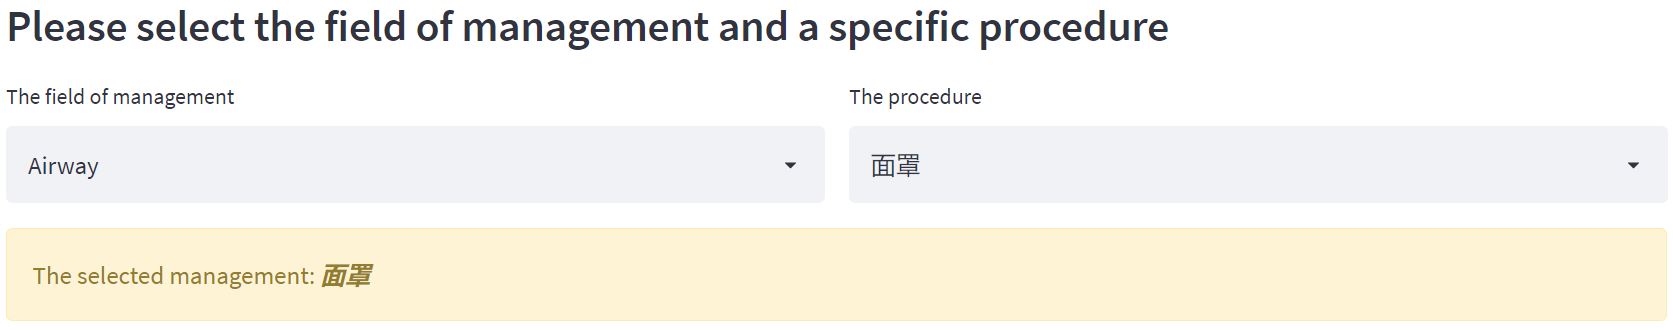 Please select the field of management and a specific procedure
The field of management
The procedure
Airway
面罩
The selected management: 面罩